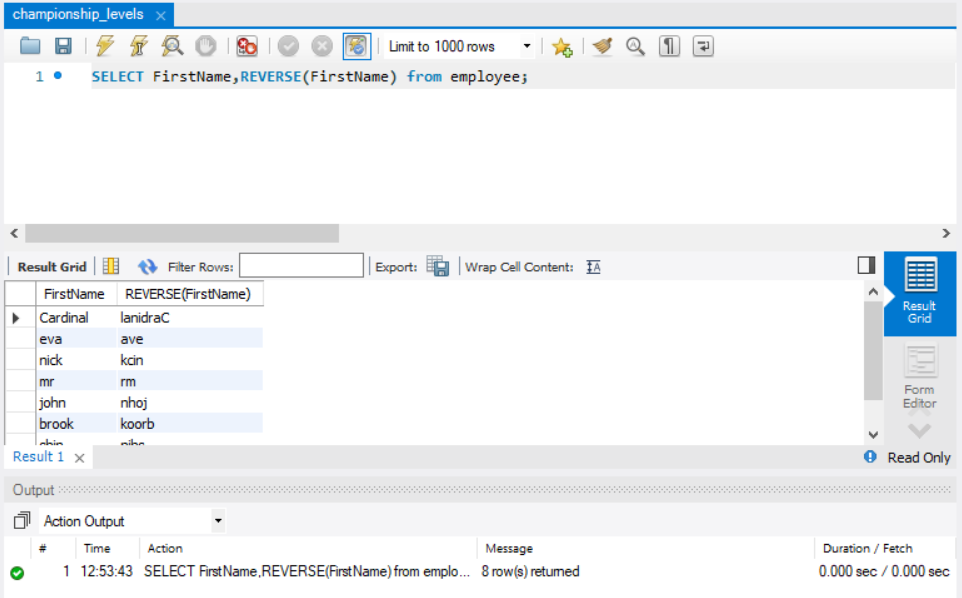 championship_levels
Limit to 1000 rows
1 SELECT FirstName,REVERSE(FirstName) from employee;
Result Grid Filter Rows: Export: Wrap Cell Content: IA
FirstName REVERSE(FirstName)
Cardinal lanidraC
eva ave
nick kcin
mr rm
john nhoj
brook koorb
Result Grid
Form Editor
Result 1 Read Only
Output
Action Output
# Time Action Message Duration / Fetch
1 12:53:43 SELECT FirstName,REVERSE(FirstName) from emplo... 8 row(s) returned 0.000 sec / 0.000 sec